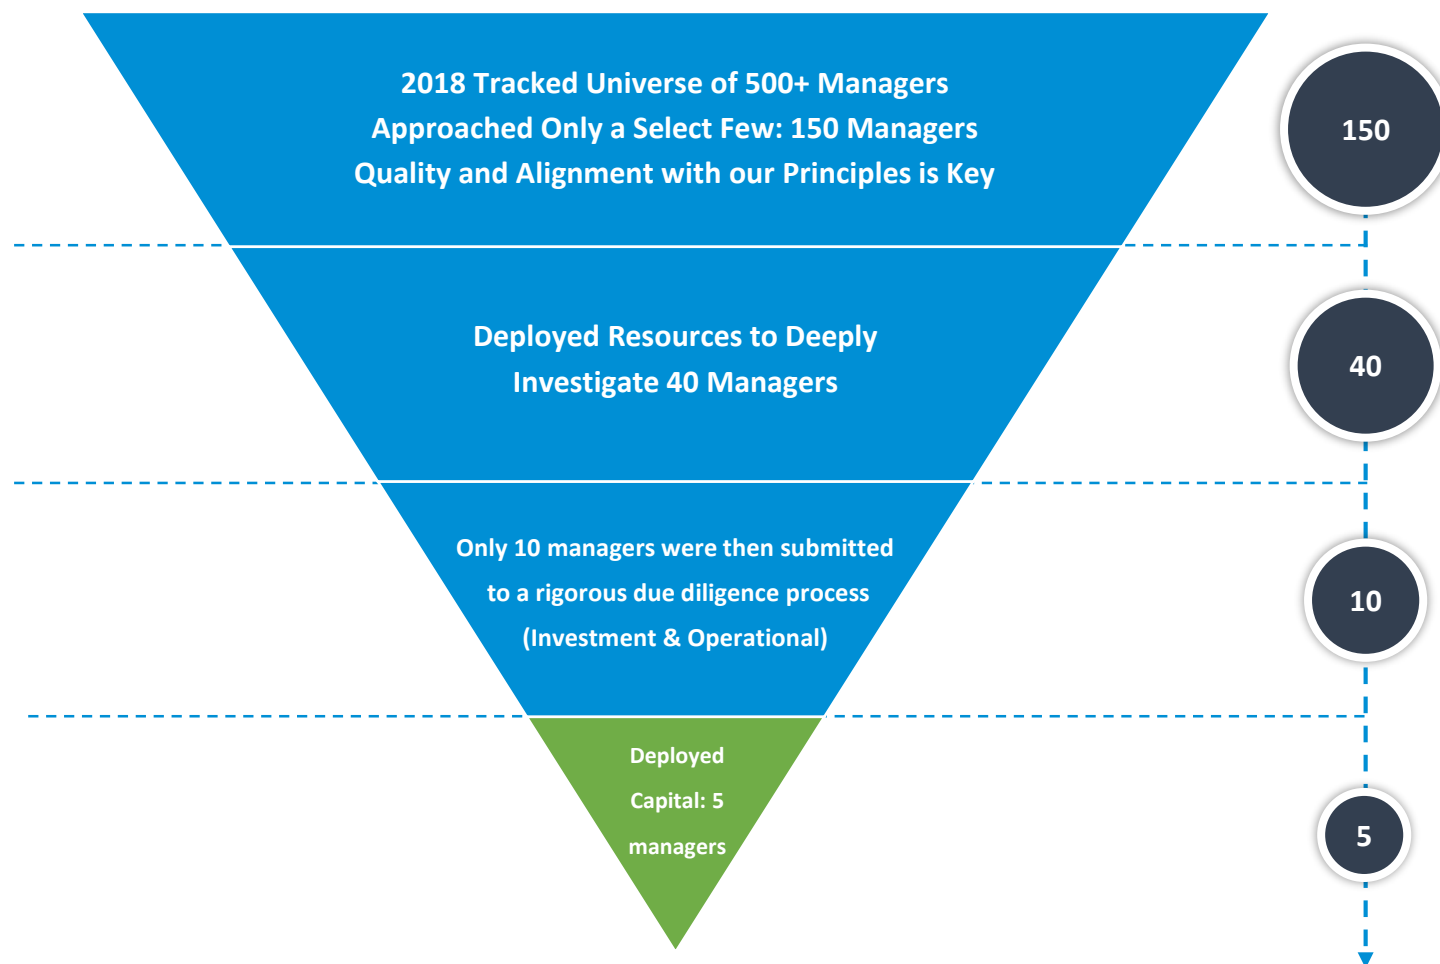 2018 Tracked Universe of 500+ Managers
Approached Only a Select Few: 150 Managers
Quality and Alignment with our Principles is Key
150
Deployed Resources to Deeply
Investigate 40 Managers
40
Only 10 managers were then submitted
to a rigorous due diligence process
(Investment & Operational)
10
Deployed
Capital: 5
managers
5